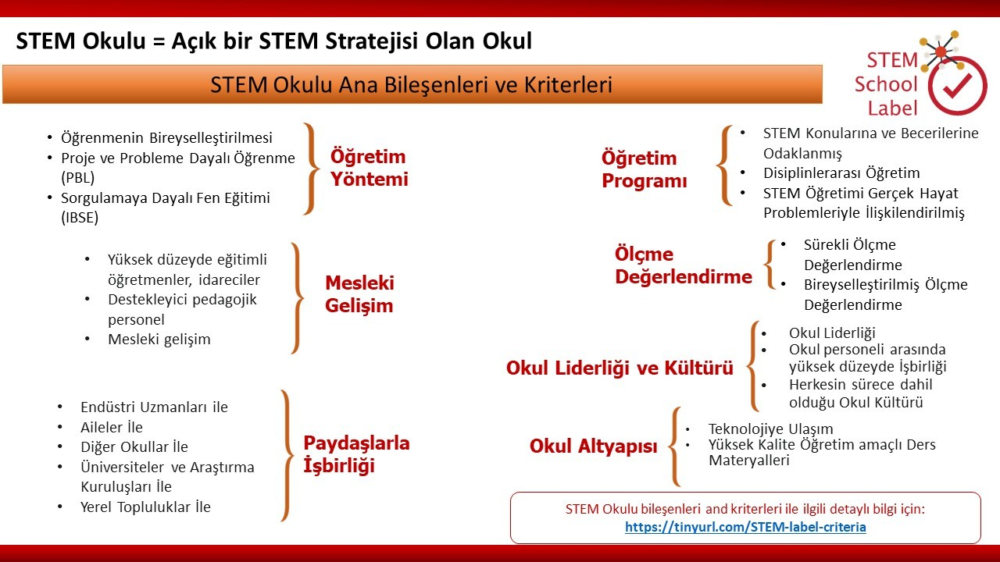 STEM Okulu = Açık bir STEM Stratejisi Olan Okul
STEM Okulu Ana Bileşenleri ve Kriterleri
STEM
School
Label
• Öğrenmenin Bireyselleştirilmesi
• Proje ve Probleme Dayalı Öğrenme
(PBL)
• Sorgulamaya Dayalı Fen Eğitimi
(IBSE)
Öğretim
Yöntemi
• Yüksek düzeyde eğitimli
öğretmenler, idareciler
• Destekleyici pedagojik
personel
• Mesleki gelişim
Mesleki
Gelişim
• Endüstri Uzmanları ile
• Aileler İle
• Diğer Okullar İle
• Üniversiteler ve Araştırma
Kuruluşları İle
• Yerel Topluluklar İle
Paydaşlarla
İşbirliği
Öğretim
Programı
• STEM Konularına ve Becerilerine
Odaklanmış
• Disiplinlerarası Öğretim
• STEM Öğretimi Gerçek Hayat
Problemleriyle İlişkilendirilmiş
Ölçme
Değerlendirme
• Sürekli Ölçme
Değerlendirme
• Bireyselleştirilmiş Ölçme
Değerlendirme
Okul Liderliği ve Kültürü
• Okul Liderliği
• Okul personeli arasında
yüksek düzeyde İşbirliği
• Herkesin sürece dahil
olduğu Okul Kültürü
Okul Altyapısı
• Teknolojiye Ulaşım
• Yüksek Kalite Öğretim amaçlı Ders
Materyalleri
STEM Okulu bileşenleri and kriterleri ile ilgili detaylı bilgi için:
https://tinyurl.com/STEM-label-criteria